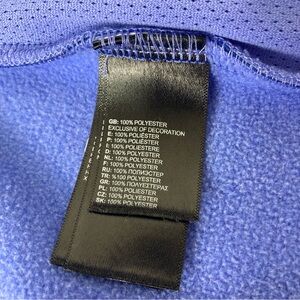 GB: 100% POLYESTER
EXCLUSIVE OF DECORATION
E: 100% POLIÉSTER
P: 100% POLIÉSTER
I: 100% POLIESTERE
D: 100% POLYESTER
NL: 100% POLYESTER
F: 100% POLYESTER
RU: 100% ПОЛИЭСТЕР
TR: %100 POLYESTER
GR: 100% ΠΟΛΥΕΣΤΕΡΑΣ
PL: 100% POLIESTER
CZ: 100% POLYESTER
SK: 100% POLYESTER